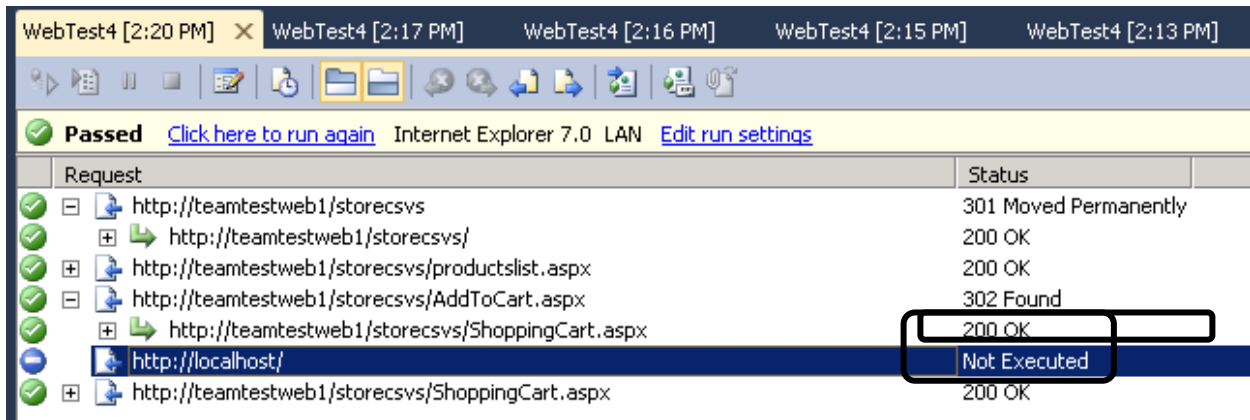 WebTest4 [2:20 PM] WebTest4 [2:17 PM] WebTest4 [2:16 PM] WebTest4 [2:15 PM] WebTest4 [2:13 PM]
Passed Click here to run again Internet Explorer 7.0 LAN Edit run settings
Request Status
http://teamtestweb1/storecsvs 301 Moved Permanently
http://teamtestweb1/storecsvs/ 200 OK
http://teamtestweb1/storecsvs/productslist.aspx 200 OK
http://teamtestweb1/storecsvs/AddToCart.aspx 302 Found
http://teamtestweb1/storecsvs/ShoppingCart.aspx 200 OK
http://localhost/ Not Executed
http://teamtestweb1/storecsvs/ShoppingCart.aspx 200 OK